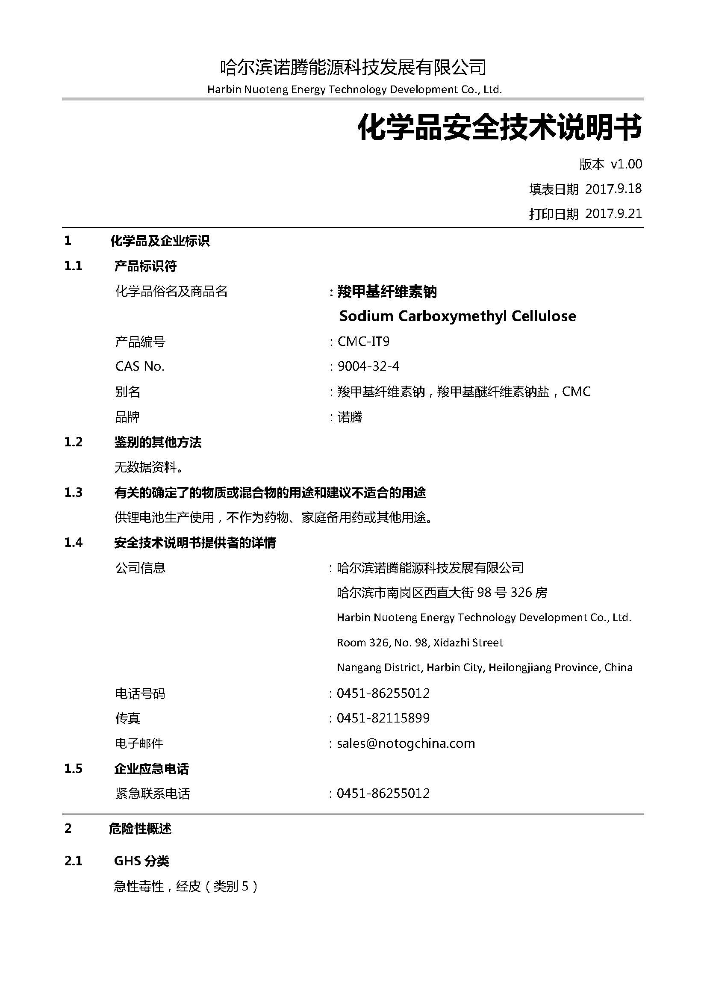 哈尔滨诺腾能源科技发展有限公司
Harbin Nuoteng Energy Technology Development Co., Ltd.
化学品安全技术说明书
版本 v1.00
填表日期 2017.9.18
打印日期 2017.9.21
1 化学品及企业标识
1.1 产品标识符
化学品俗名及商品名 : 羧甲基纤维素钠
Sodium Carboxymethyl Cellulose
产品编号 : CMC-IT9
CAS No. : 9004-32-4
别名 : 羧甲基纤维素钠，羧甲基醚纤维素钠盐，CMC
品牌 : 诺腾
1.2 鉴别的其他方法
无数据资料。
1.3 有关的确定了的物质或混合物的用途和建议不适合的用途
供锂电池生产使用，不作为药物、家庭备用药或其他用途。
1.4 安全技术说明书提供者的详情
公司信息 : 哈尔滨诺腾能源科技发展有限公司
哈尔滨市南岗区西直大街 98 号 326 房
Harbin Nuoteng Energy Technology Development Co., Ltd.
Room 326, No. 98, Xidazhi Street
Nangang District, Harbin City, Heilongjiang Province, China
电话号码 : 0451-86255012
传真 : 0451-82115899
电子邮件 : sales@notogchina.com
1.5 企业应急电话
紧急联系电话 : 0451-86255012
2 危险性概述
2.1 GHS 分类
急性毒性，经皮（类别 5）